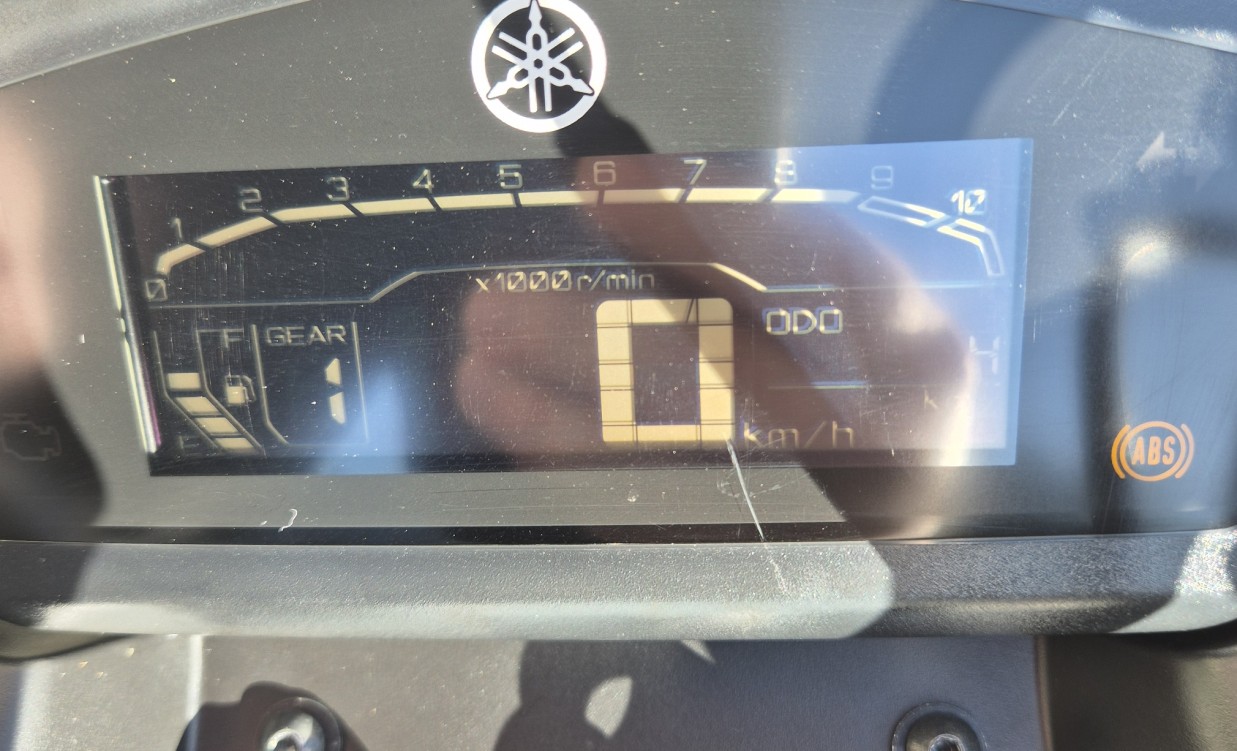 0 1 2 3 4 5 6 7 8 9 10
x1000r/min
F GEAR ODO
1 0
E km/h
ABS